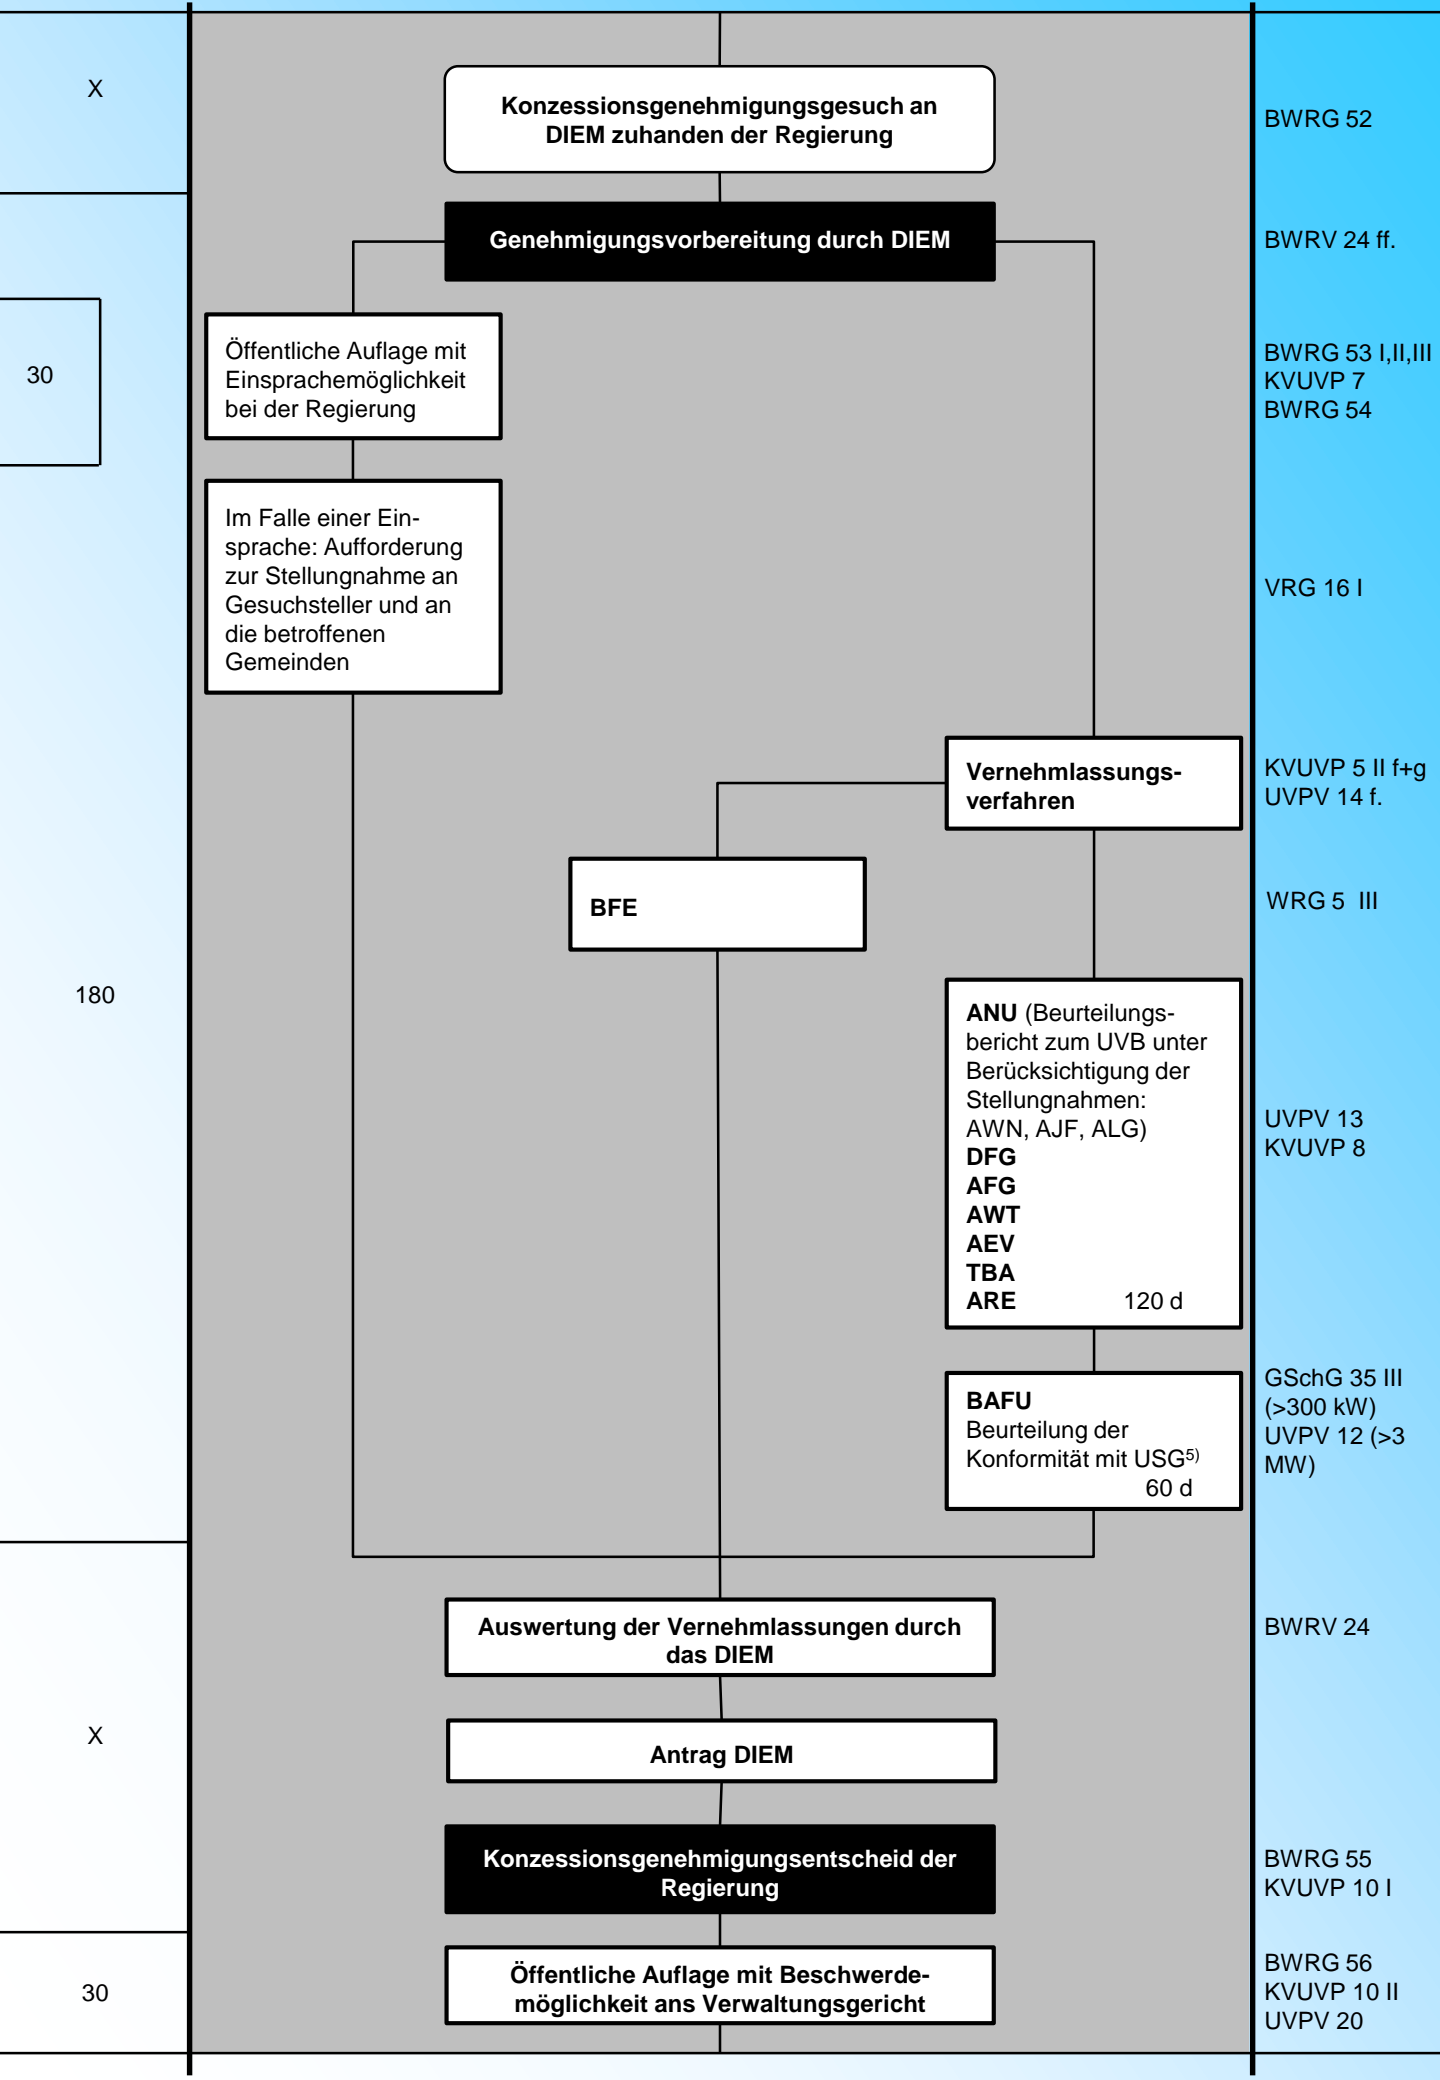 X
Konzessionsgenehmigungsgesuch an
DIEM zuhanden der Regierung
BWRG 52
Genehmigungsvorbereitung durch DIEM
BWRV 24 ff.
30
Öffentliche Auflage mit
Einsprachemöglichkeit
bei der Regierung
BWRG 53 I,II,III
KVUVP 7
BWRG 54
Im Falle einer Ein-
sprache: Aufforderung
zur Stellungnahme an
Gesuchsteller und an
die betroffenen
Gemeinden
VRG 16 I
Vernehmlassungs-
verfahren
KVUVP 5 II f+g
UVPV 14 f.
BFE
WRG 5 III
180
ANU (Beurteilungs-
bericht zum UVB unter
Berücksichtigung der
Stellungnahmen:
AWN, AJF, ALG)
DFG
AFG
AWT
AEV
TBA
ARE 120 d
UVPV 13
KVUVP 8
BAFU
Beurteilung der
Konformität mit USG5)
60 d
GSchG 35 III
(>300 kW)
UVPV 12 (>3
MW)
Auswertung der Vernehmlassungen durch
das DIEM
BWRV 24
X
Antrag DIEM
Konzessionsgenehmigungsentscheid der
Regierung
BWRG 55
KVUVP 10 I
30
Öffentliche Auflage mit Beschwerde-
möglichkeit ans Verwaltungsgericht
BWRG 56
KVUVP 10 II
UVPV 20